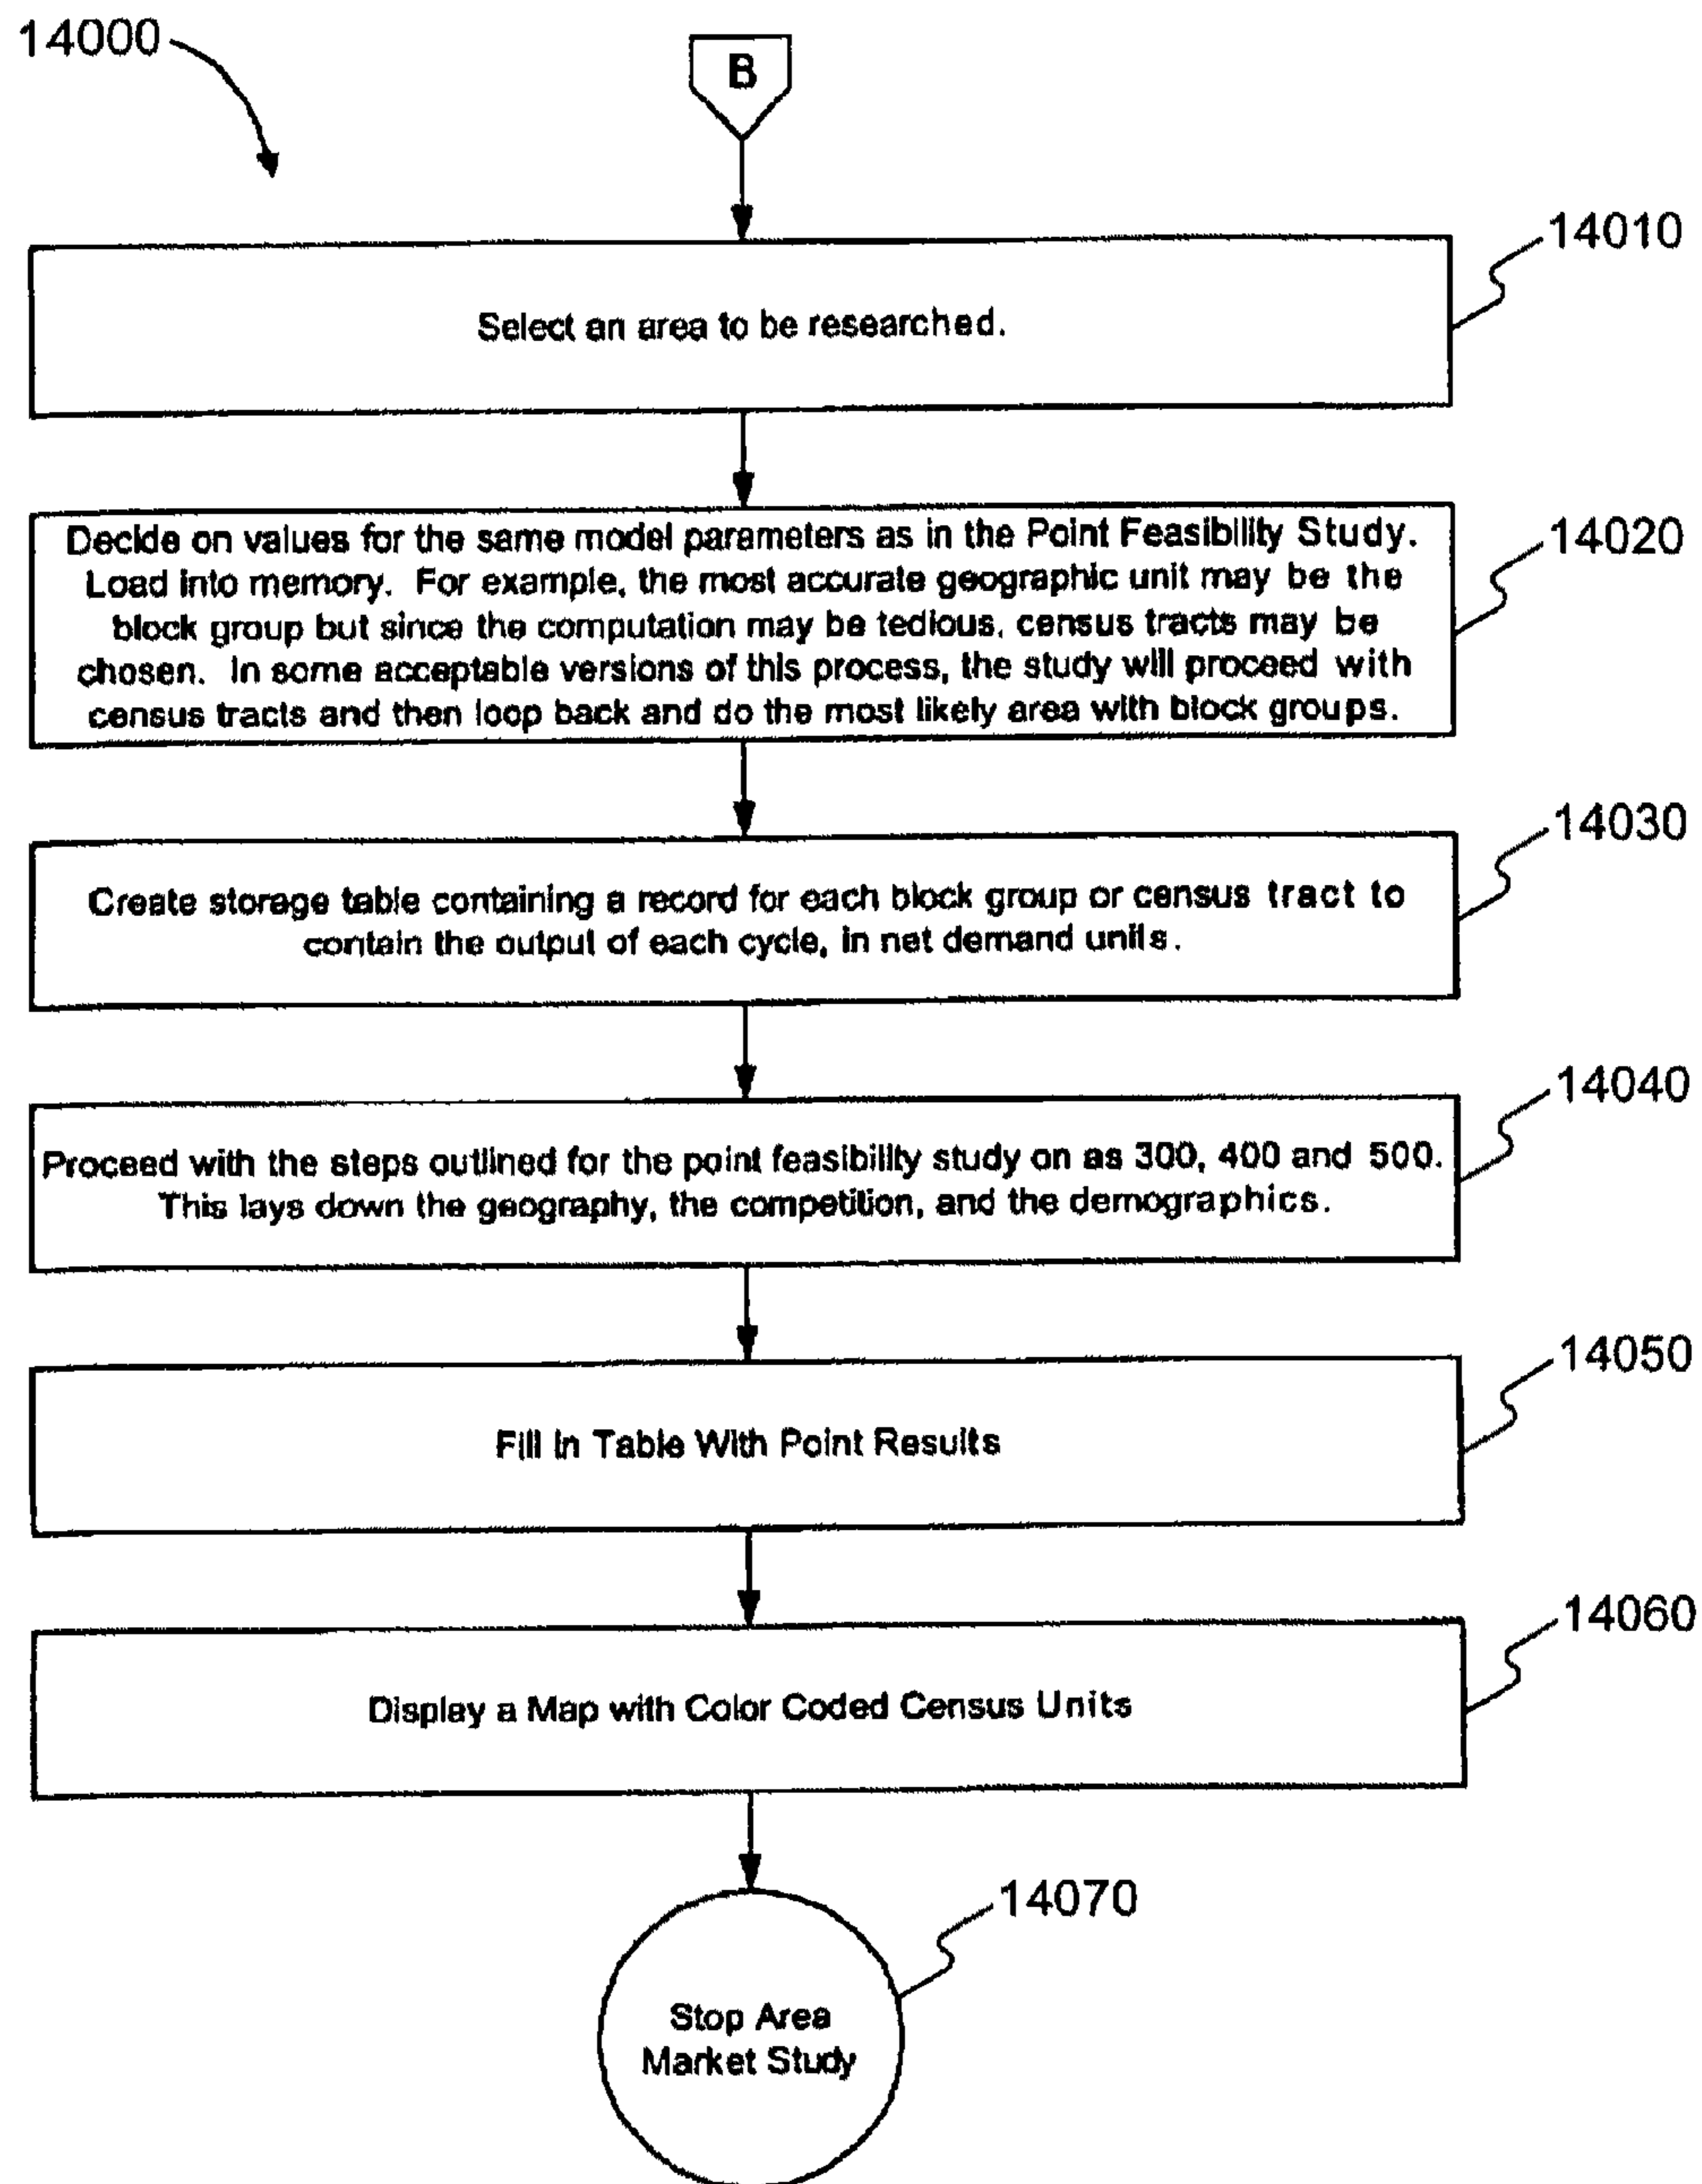 14000
B
14010
Select an area to be researched.
14020
Decide on values for the same model parameters as in the Point Feasibility Study.
Load into memory. For example, the most accurate geographic unit may be the
block group but since the computation may be tedious, census tracts may be
chosen. In some acceptable versions of this process, the study will proceed with
census tracts and then loop back and do the most likely area with block groups.
14030
Create storage table containing a record for each block group or census tract to
contain the output of each cycle, in net demand units.
14040
Proceed with the steps outlined for the point feasibility study on as 300, 400 and 500.
This lays down the geography, the competition, and the demographics.
14050
Fill in Table With Point Results
14060
Display a Map with Color Coded Census Units
14070
Stop Area
Market Study